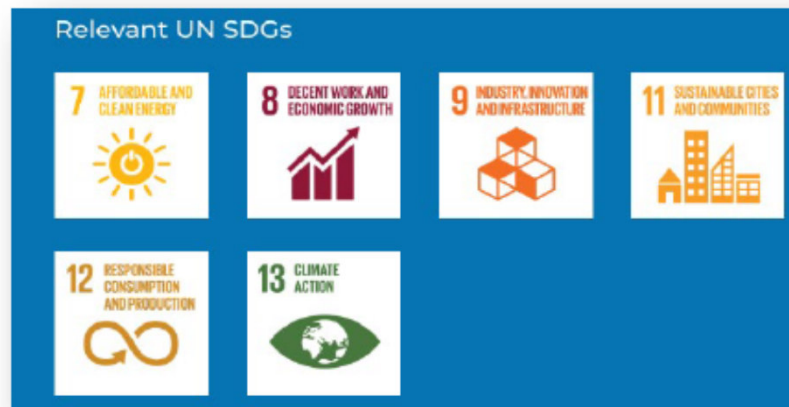 Relevant UN SDGs
7 AFFORDABLE AND
CLEAN ENERGY
8 DECENT WORK AND
ECONOMIC GROWTH
9 INDUSTRY, INNOVATION
AND INFRASTRUCTURE
11 SUSTAINABLE CITIES
AND COMMUNITIES
12 RESPONSIBLE
CONSUMPTION
AND PRODUCTION
13 CLIMATE
ACTION